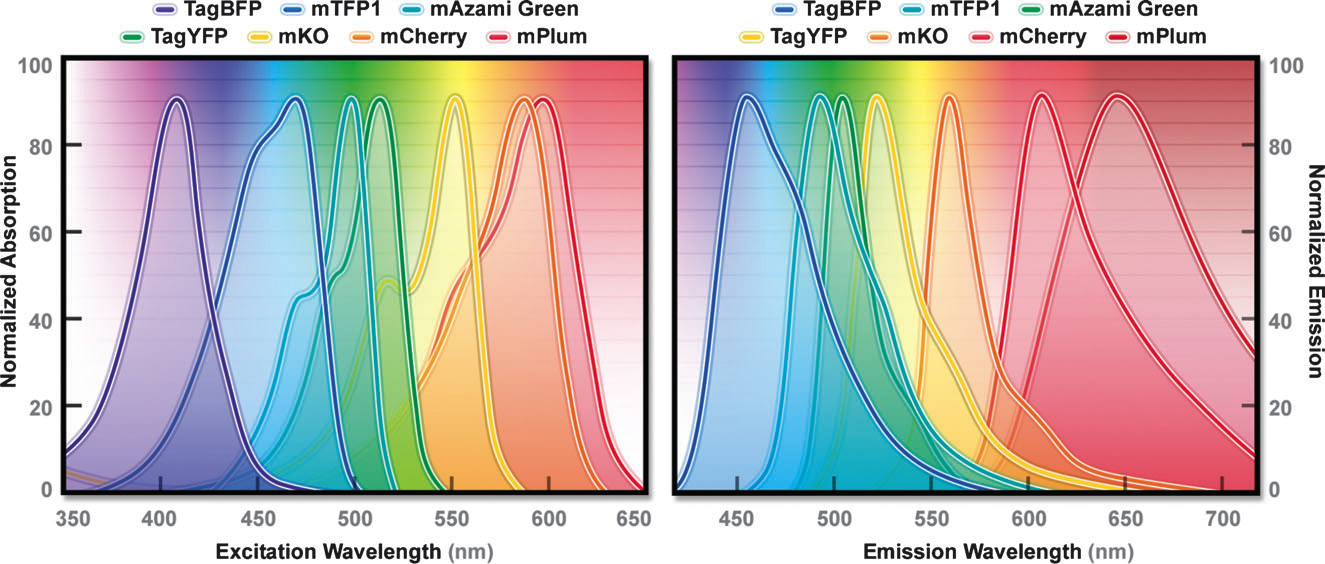 TagBFP mTFP1 mAzami Green
TagYFP mKO mCherry mPlum
100
80
60
40
20
0
Normalized Absorption
350 400 450 500 550 600 650
Excitation Wavelength (nm)
TagBFP mTFP1 mAzami Green
TagYFP mKO mCherry mPlum
100
80
60
40
20
0
Normalized Emission
450 500 550 600 650 700
Emission Wavelength (nm)